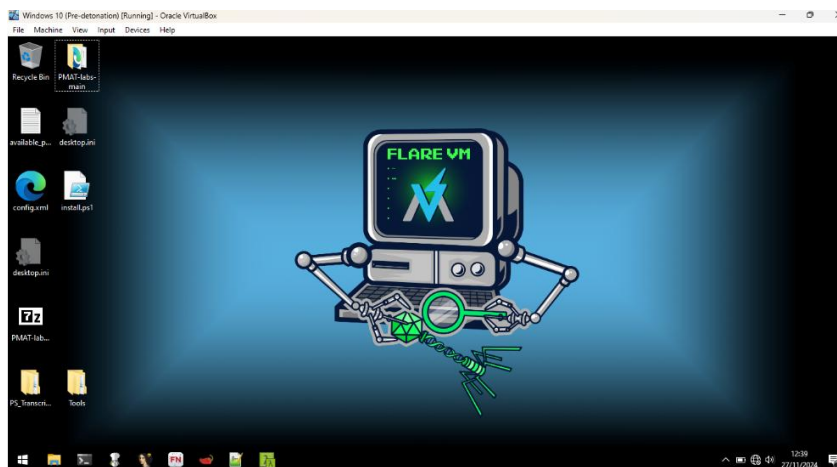 Windows 10 (Pre-detonation) [Running] - Oracle VirtualBox
File Machine View Input Devices Help
Recycle Bin
PMAT-labs-main
available_p...
desktop.ini
config.xml
install.ps1
desktop.ini
7z
PMAT-lab...
PS_Transcri...
Tools
FLARE VM
FN
12:39
27/11/2024